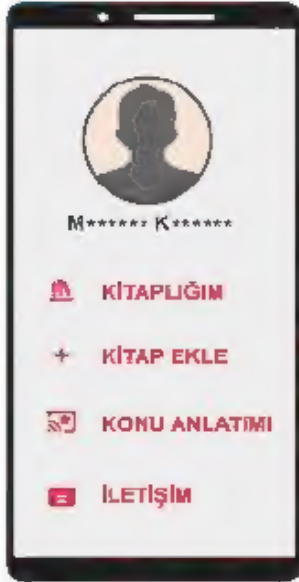 M****** K******
KİTAPLIĞIM
KİTAP EKLE
KONU ANLATIMI
İLETİŞİM